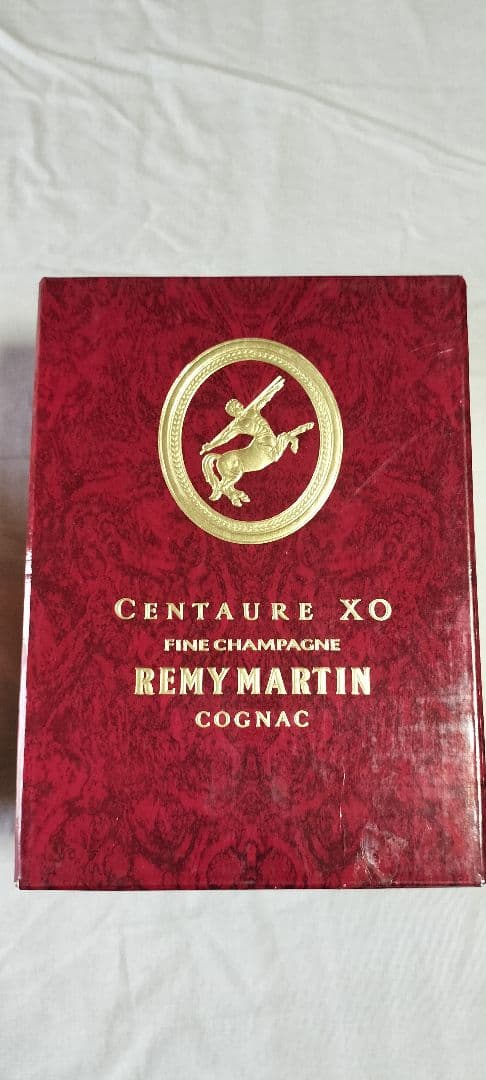 CENTAURE XO
FINE CHAMPAGNE
REMY MARTIN
COGNAC